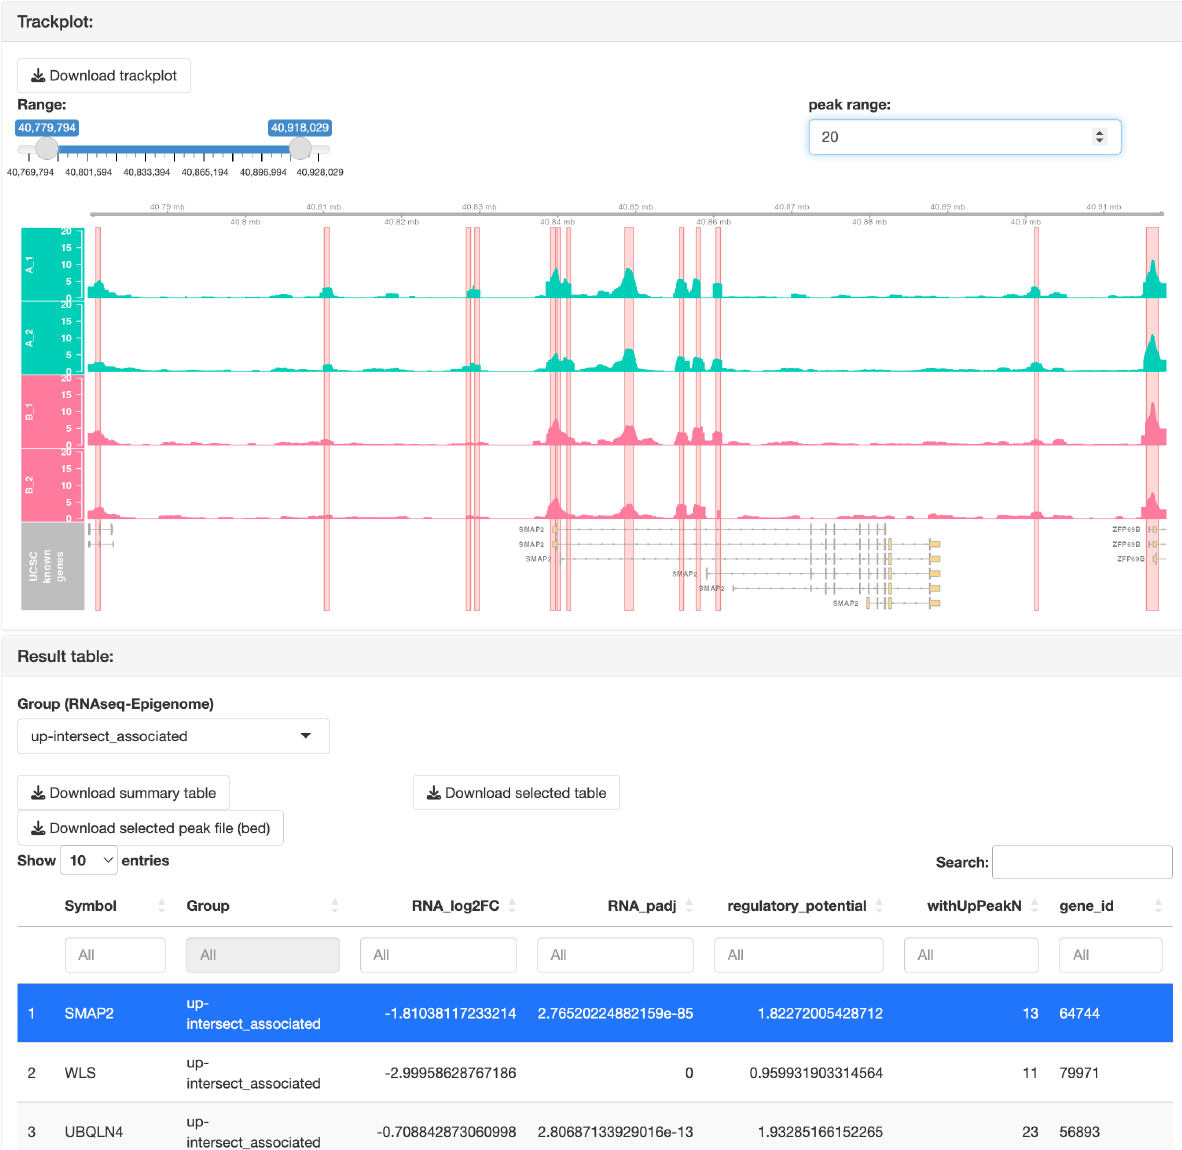 Trackplot:
Download trackplot
Range:
peak range:
40,779,794
40,918,029
20
40,769,794 40,801,594 40,833,394 40,865,194 40,896,994 40,928,029
40.79 mb 40.81 mb 40.83 mb 40.85 mb 40.87 mb 40.89 mb 40.91 mb
40.8 mb 40.82 mb 40.84 mb 40.86 mb 40.88 mb 40.9 mb
A_1
20
15
10
5
0
A_2
20
15
10
5
0
B_1
20
15
10
5
0
B_2
20
15
10
5
0
UCSC
known
genes
SMAP2
ZFP69B
SMAP2
ZFP69B
SMAP2
ZFP69B
SMAP2
SMAP2
SMAP2
Result table:
Group (RNAseq-Epigenome)
up-intersect_associated
Download summary table
Download selected table
Download selected peak file (bed)
Show 10 entries
Search:
Symbol Group RNA_log2FC RNA_padj regulatory_potential withUpPeakN gene_id
All All All All All All All
1 SMAP2 up-
intersect_associated -1.81038117233214 2.76520224882159e-85 1.82272005428712 13 64744
2 WLS up-
intersect_associated -2.99958628767186 0 0.959931903314564 11 79971
3 UBQLN4 up-
intersect_associated -0.708842873060998 2.80687133929016e-13 1.93285166152265 23 56893